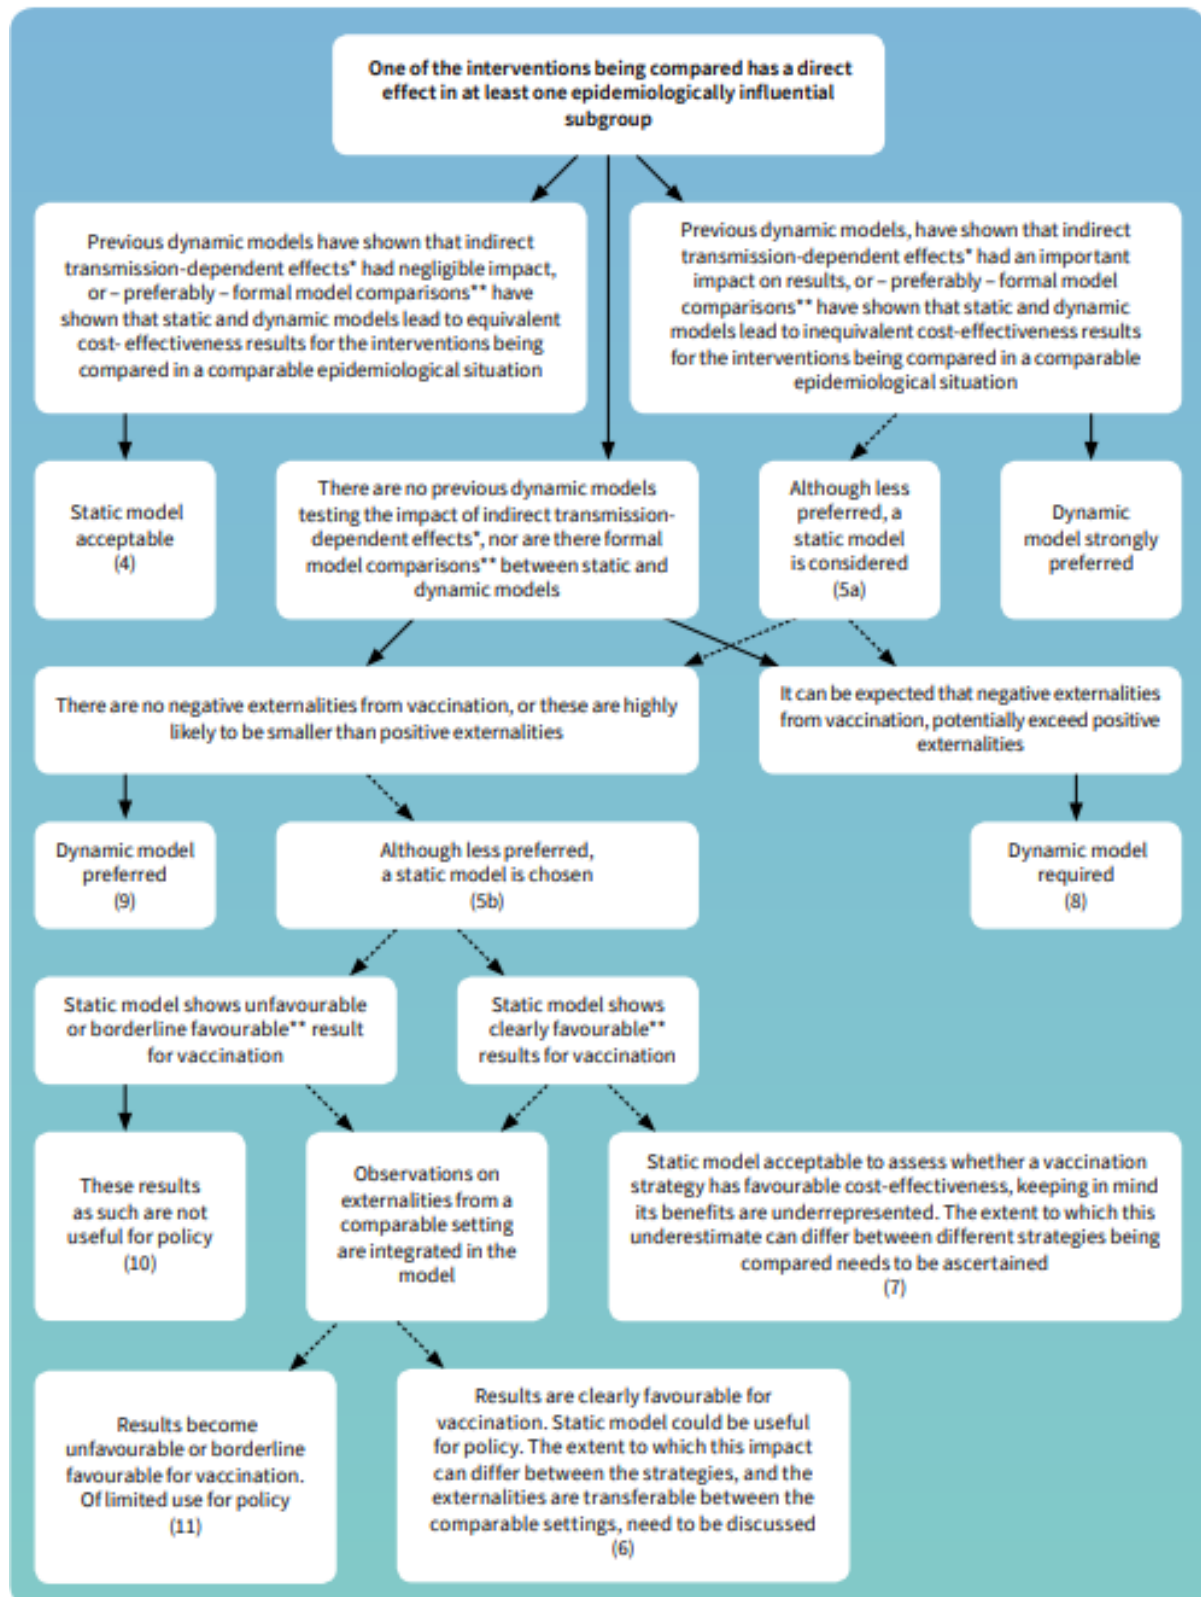 One of the interventions being compared has a direct
effect in at least one epidemiologically influential
subgroup
Previous dynamic models have shown that indirect
transmission-dependent effects* had negligible impact,
or – preferably – formal model comparisons** have
shown that static and dynamic models lead to equivalent
cost- effectiveness results for the interventions being
compared in a comparable epidemiological situation
Previous dynamic models, have shown that indirect
transmission-dependent effects* had an important
impact on results, or – preferably – formal model
comparisons** have shown that static and dynamic
models lead to inequivalent cost-effectiveness results
for the interventions being compared in a comparable
epidemiological situation
Static model
acceptable
(4)
There are no previous dynamic models
testing the impact of indirect transmission-
dependent effects*, nor are there formal
model comparisons** between static and
dynamic models
Although less
preferred, a
static model
is considered
(5a)
Dynamic
model strongly
preferred
There are no negative externalities from vaccination, or these are highly
likely to be smaller than positive externalities
It can be expected that negative externalities
from vaccination, potentially exceed positive
externalities
Dynamic model
preferred
(9)
Although less preferred,
a static model is chosen
(5b)
Dynamic model
required
(8)
Static model shows unfavourable
or borderline favourable** result
for vaccination
Static model shows
clearly favourable**
results for vaccination
These results
as such are not
useful for policy
(10)
Observations on
externalities from a
comparable setting
are integrated in the
model
Static model acceptable to assess whether a vaccination
strategy has favourable cost-effectiveness, keeping in mind
its benefits are underrepresented. The extent to which this
underestimate can differ between different strategies being
compared needs to be ascertained
(7)
Results become
unfavourable or borderline
favourable for vaccination.
Of limited use for policy
(11)
Results are clearly favourable for
vaccination. Static model could be useful
for policy. The extent to which this impact
can differ between the strategies, and the
externalities are transferable between the
comparable settings, need to be discussed
(6)